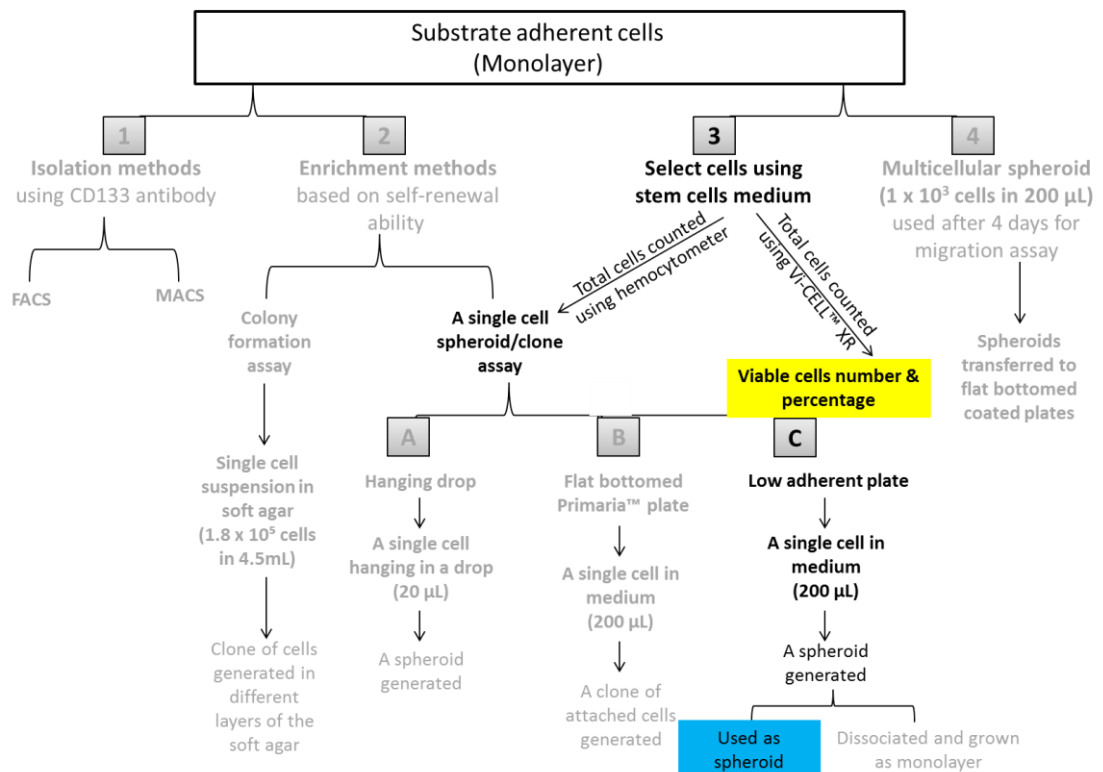 Substrate adherent cells
(Monolayer)
1
Isolation methods
using CD133 antibody
FACS
MACS
2
Enrichment methods
based on self-renewal
ability
Colony
formation
assay
Single cell
suspension in
soft agar
(1.8 x 10⁵ cells
in 4.5mL)
Clone of cells
generated in
different
layers of the
soft agar
A single cell
spheroid/clone
assay
A
Hanging drop
A single cell
hanging in a drop
(20 µL)
A spheroid
generated
B
Flat bottomed
Primaria™ plate
A single cell in
medium
(200 µL)
A clone of
attached cells
generated
C
Low adherent plate
A single cell in
medium
(200 µL)
A spheroid
generated
Used as
spheroid
Dissociated and grown
as monolayer
3
Select cells using
stem cells medium
Total cells counted
using hemocytometer
Total cells counted
using Vi-CELL™ XR
Viable cells number &
percentage
4
Multicellular spheroid
(1 x 10³ cells in 200 µL)
used after 4 days for
migration assay
Spheroids
transferred to
flat bottomed
coated plates